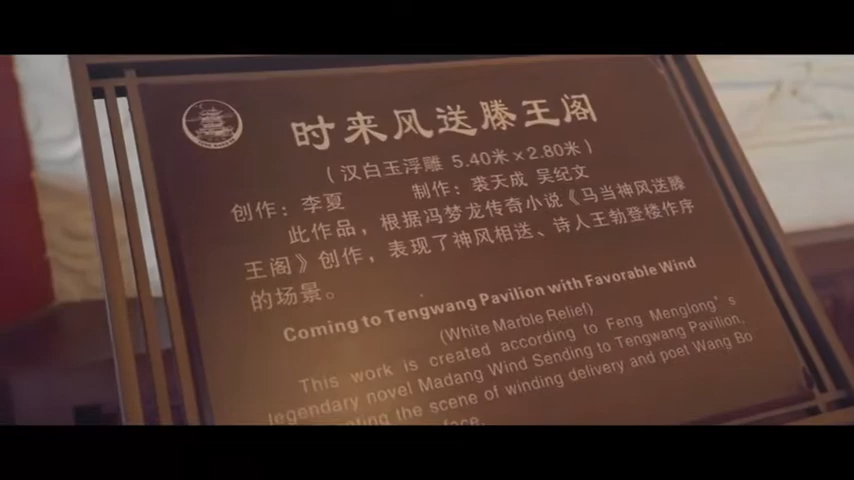 时来风送滕王阁
（汉白玉浮雕 5.40米×2.80米）
创作：李夏 制作：裘天成 吴纪文
此作品，根据冯梦龙传奇小说《马当神风送滕
王阁》创作，表现了神风相送、诗人王勃登楼作序
的场景。
Coming to Tengwang Pavilion with Favorable Wind
(White Marble Relief)
This work is created according to Feng Menglong's
legendary novel Madang Wind Sending to Tengwang Pavilion,
the scene of winding delivery and poet Wang Bo